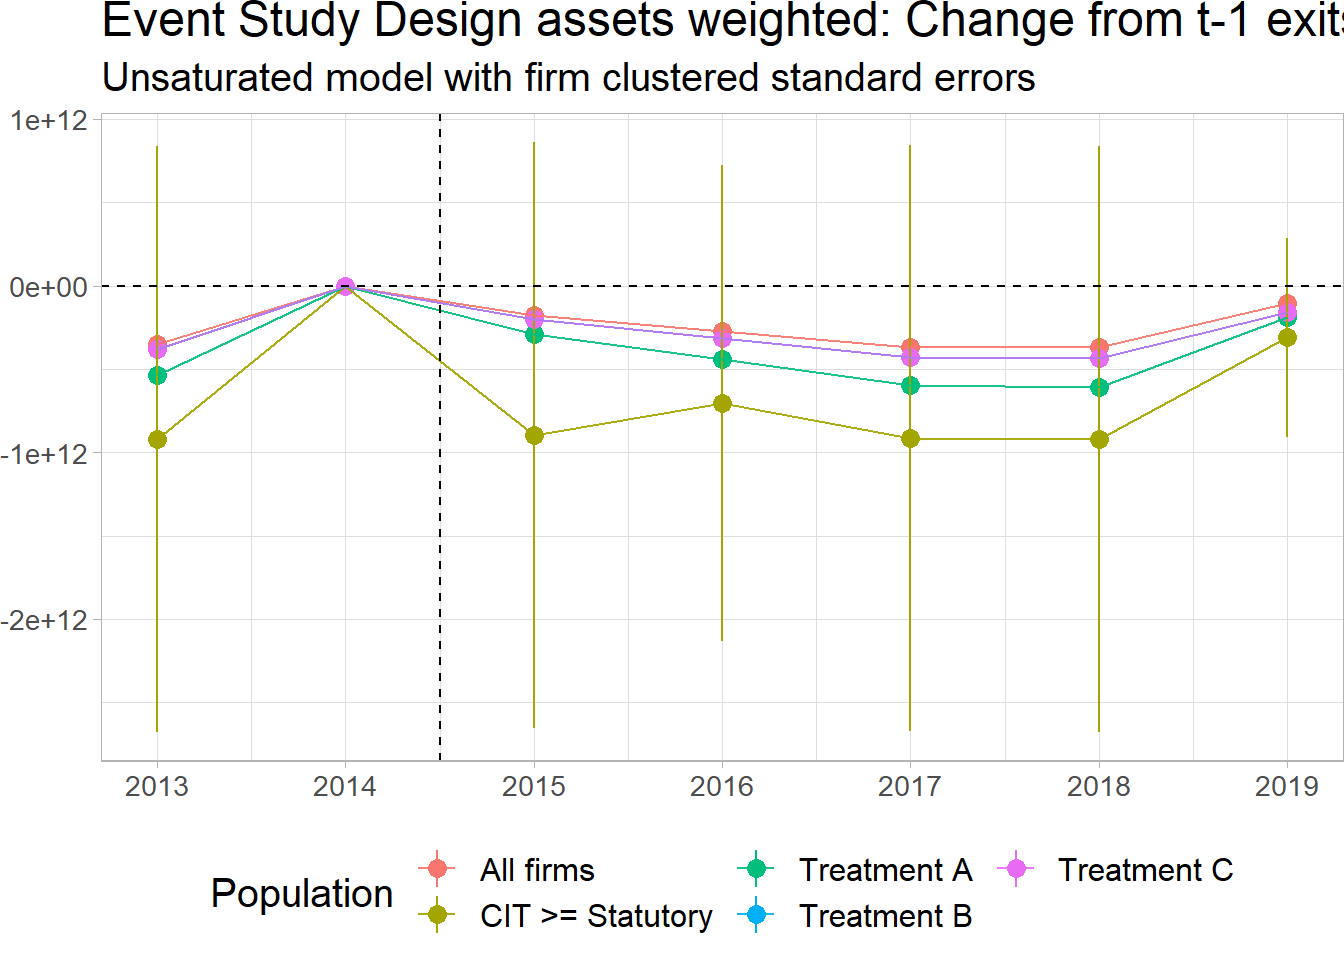 Event Study Design assets weighted: Change from t-1 exits
Unsaturated model with firm clustered standard errors
1e+12
0e+00
-1e+12
-2e+12
2013 2014 2015 2016 2017 2018 2019
Population
All firms Treatment A Treatment C
CIT >= Statutory Treatment B